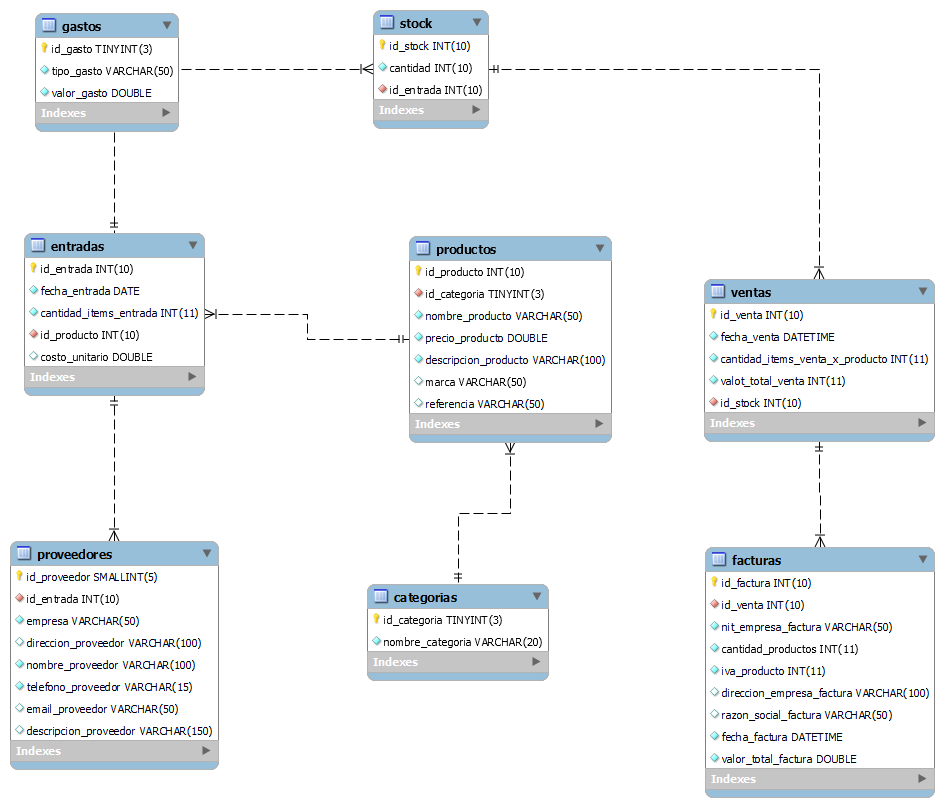 gastos
id_gasto TINYINT(3)
tipo_gasto VARCHAR(50)
valor_gasto DOUBLE
Indexes
stock
id_stock INT(10)
cantidad INT(10)
id_entrada INT(10)
Indexes
entradas
id_entrada INT(10)
fecha_entrada DATE
cantidad_items_entrada INT(11)
id_producto INT(10)
costo_unitario DOUBLE
Indexes
productos
id_producto INT(10)
id_categoria TINYINT(3)
nombre_producto VARCHAR(50)
precio_producto DOUBLE
descripcion_producto VARCHAR(100)
marca VARCHAR(50)
referencia VARCHAR(50)
Indexes
ventas
id_venta INT(10)
fecha_venta DATETIME
cantidad_items_venta_x_producto INT(11)
valot_total_venta INT(11)
id_stock INT(10)
Indexes
proveedores
id_proveedor SMALLINT(5)
id_entrada INT(10)
empresa VARCHAR(50)
direccion_proveedor VARCHAR(100)
nombre_proveedor VARCHAR(100)
telefono_proveedor VARCHAR(15)
email_proveedor VARCHAR(50)
descripcion_proveedor VARCHAR(150)
Indexes
categorias
id_categoria TINYINT(3)
nombre_categoria VARCHAR(20)
Indexes
facturas
id_factura INT(10)
id_venta INT(10)
nit_empresa_factura VARCHAR(50)
cantidad_productos INT(11)
iva_producto INT(11)
direccion_empresa_factura VARCHAR(100)
razon_social_factura VARCHAR(50)
fecha_factura DATETIME
valor_total_factura DOUBLE
Indexes